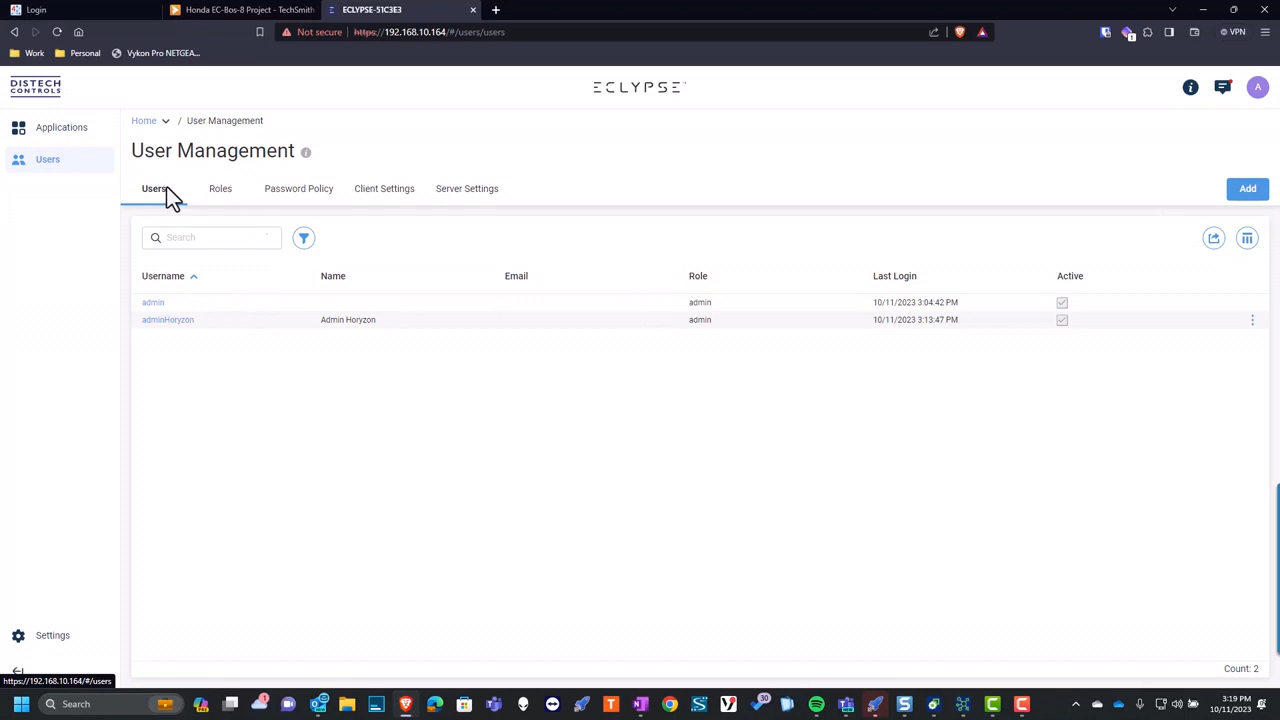 Login
Honda EC-Bos-8 Project - TechSmith
ECLYPSE-51C3E3
Not secure
https://192.168.10.164/#/users/users
VPN
Work
Personal
Vykon Pro NETGEA...
DISTECH
CONTROLS
ECLYPSE™
A
Applications
Users
Home / User Management
User Management
Users
Roles
Password Policy
Client Settings
Server Settings
Add
Search
Username
Name
Email
Role
Last Login
Active
admin
admin
10/11/2023 3:04:42 PM
adminHoryzon
Admin Horyzon
admin
10/11/2023 3:13:47 PM
Settings
Count: 2
https://192.168.10.164/#/users
Search
1
30
3:19 PM
10/11/2023